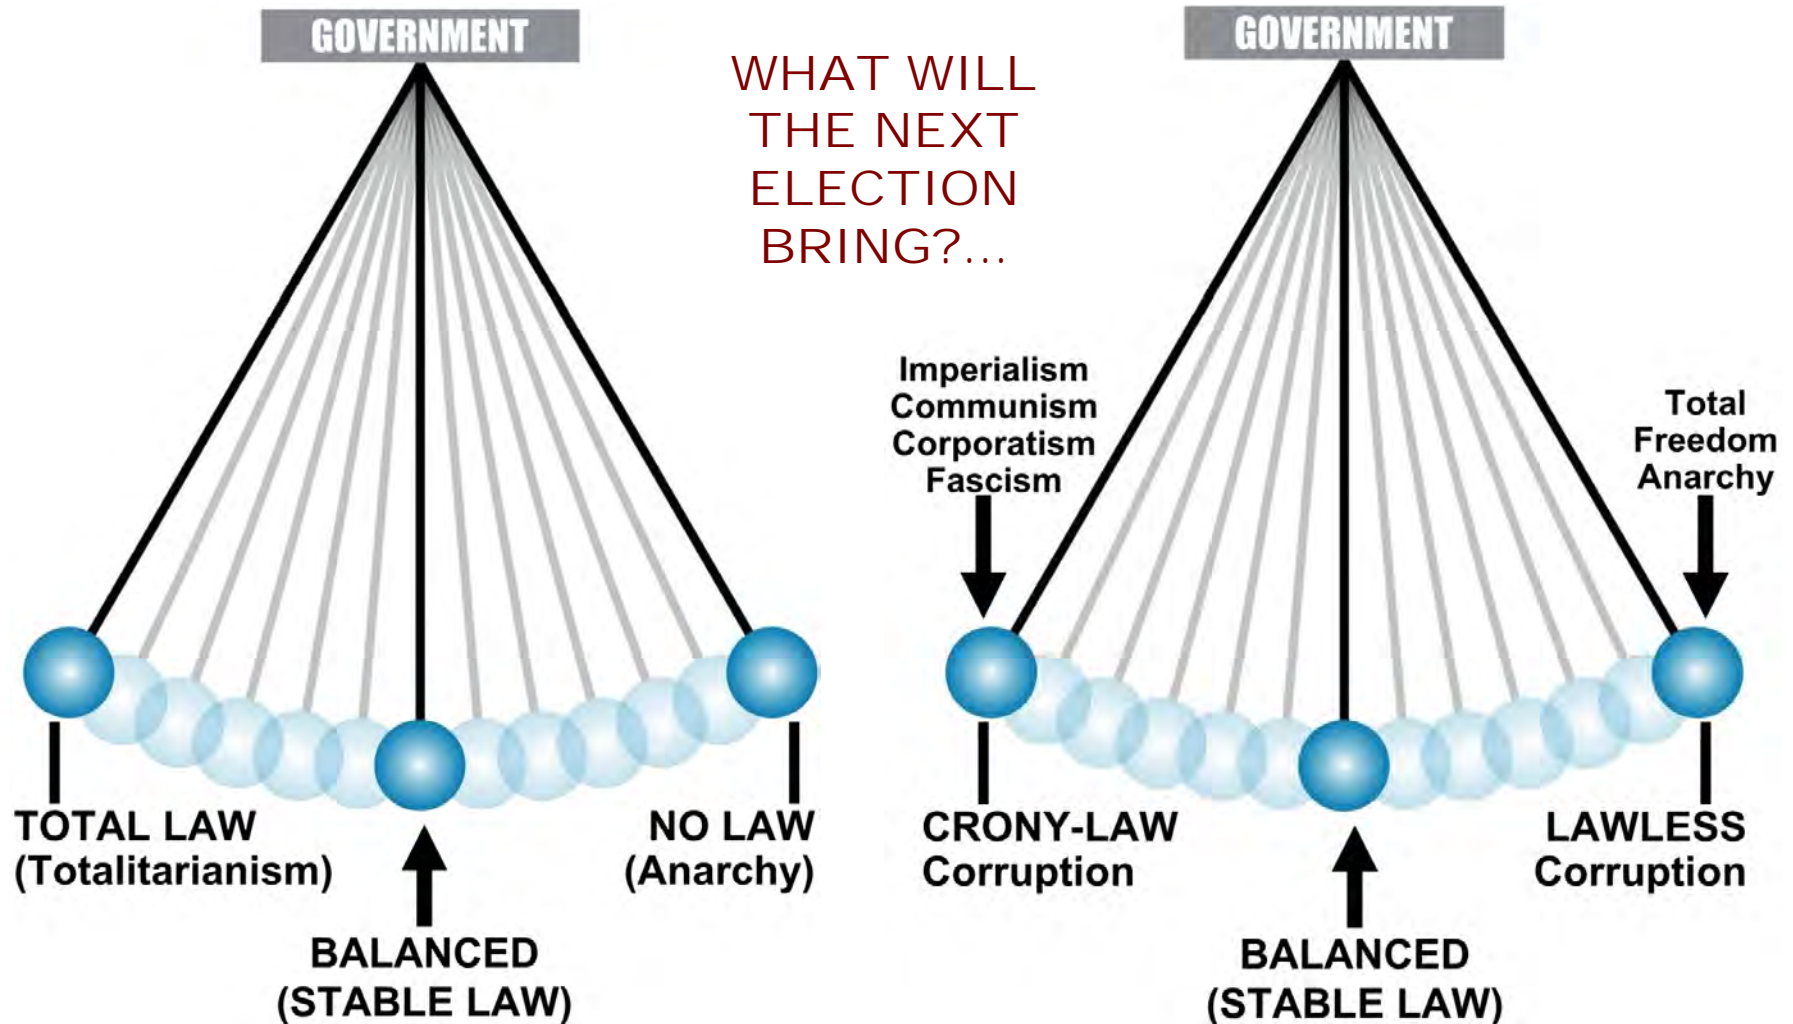 GOVERNMENT
TOTAL LAW
(Totalitarianism)
BALANCED
(STABLE LAW)
NO LAW
(Anarchy)
WHAT WILL
THE NEXT
ELECTION
BRING?...
GOVERNMENT
Imperialism
Communism
Corporatism
Fascism
Total
Freedom
Anarchy
CRONY-LAW
Corruption
BALANCED
(STABLE LAW)
LAWLESS
Corruption